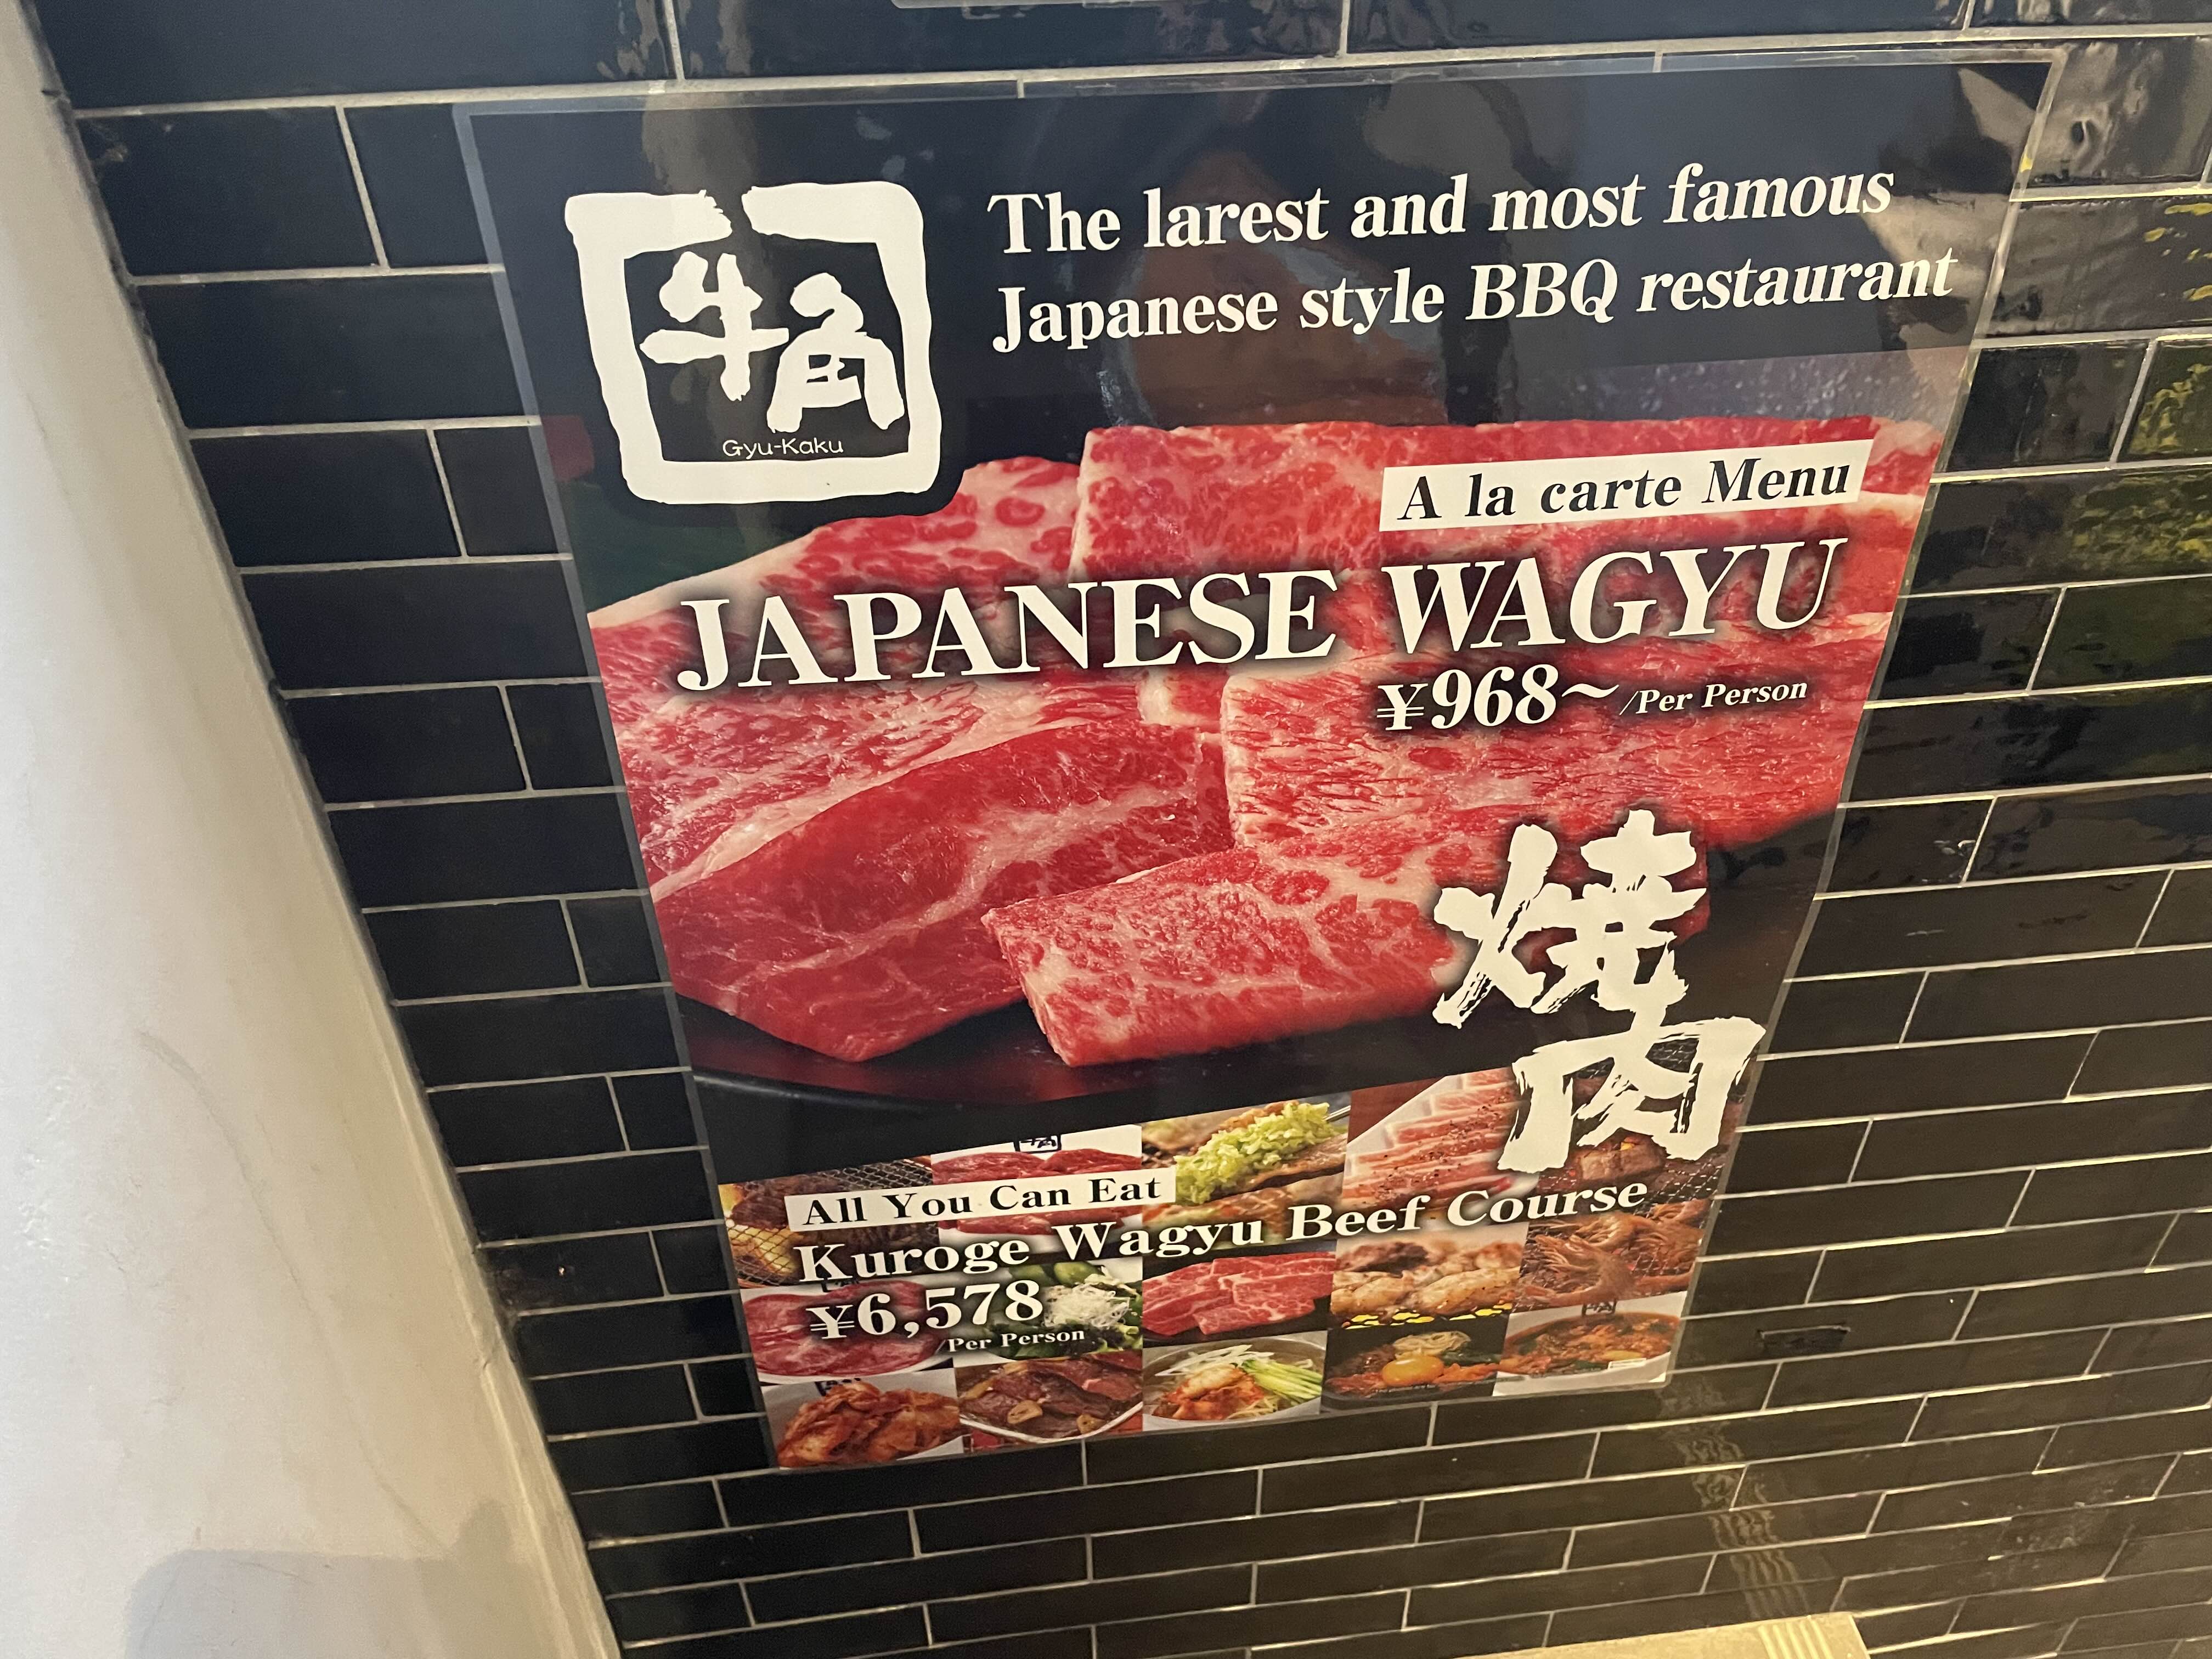 牛角
Gyu-Kaku
The larest and most famous
Japanese style BBQ restaurant
A la carte Menu
JAPANESE WAGYU
¥968~/Per Person
焼肉
All You Can Eat
Kuroge Wagyu Beef Course
¥6,578
/Per Person